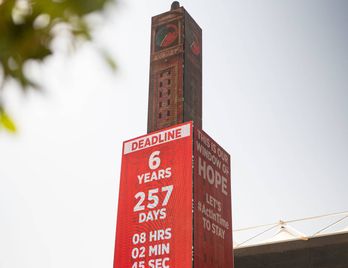 DEADLINE
6
YEARS
257
DAYS
08 HRS
02 MIN
45 SEC
THIS IS OUR
WINDOW OF
HOPE
LET'S
#ActInTime
TO STAY